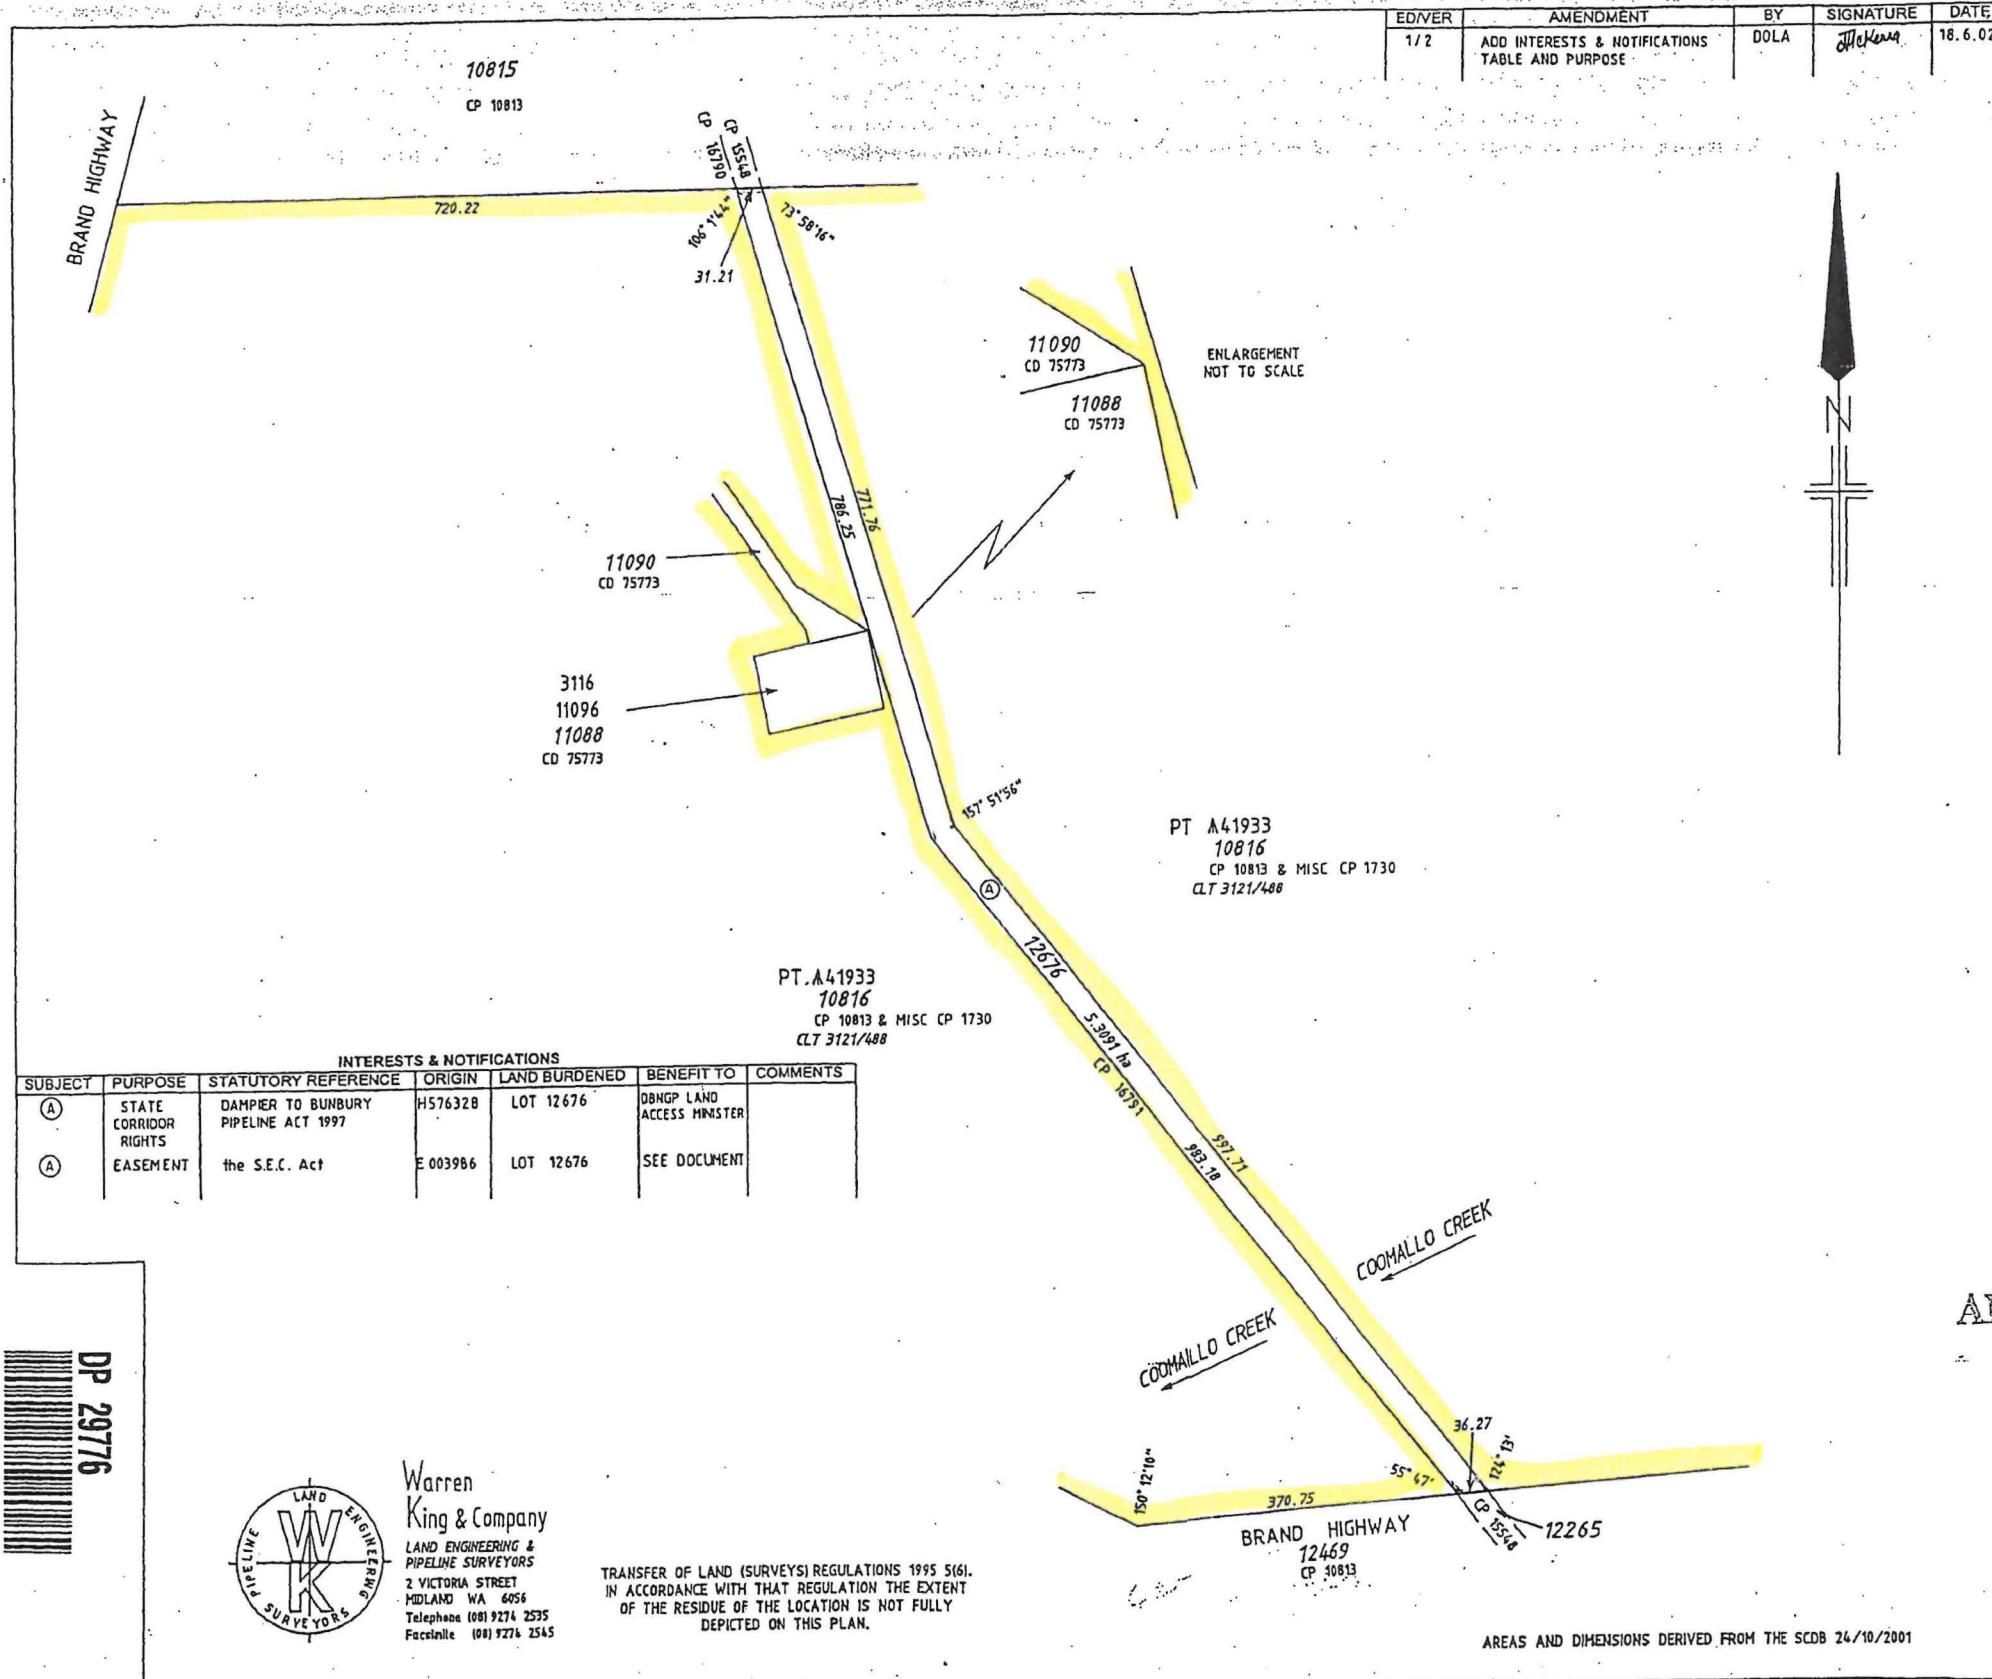 ED/VER AMENDMENT BY SIGNATURE DATE
1/2 ADD INTERESTS & NOTIFICATIONS TABLE AND PURPOSE DOLA 18.6.02
10815
CP 10813
BRAND HIGHWAY
CP 16790
CP 15548
720.22
106° 1'44"
73° 58'16"
31.21
11090
CD 75773
11088
CD 75773
ENLARGEMENT
NOT TO SCALE
N
786.25
771.76
11090
CD 75773
3116
11096
11088
CD 75773
157° 51'56"
PT A41933
10816
CP 10813 & MISC CP 1730
CLT 3121/488
A
12676
5.3091 ha
CP 16791
PT. A41933
10816
CP 10813 & MISC CP 1730
CLT 3121/488
INTERESTS & NOTIFICATIONS
SUBJECT PURPOSE STATUTORY REFERENCE ORIGIN LAND BURDENED BENEFIT TO COMMENTS
A STATE CORRIDOR RIGHTS DAMPIER TO BUNBURY PIPELINE ACT 1997 H576328 LOT 12676 DBNGP LAND ACCESS MINISTER
A EASEMENT the S.E.C. Act E 003986 LOT 12676 SEE DOCUMENT
997.71
983.18
COOMALLO CREEK
COOMAILLO CREEK
DP 29776
36.27
124° 13'
55° 47'
150° 12'10"
370.75
BRAND HIGHWAY
12469
CP 10813
CP 15548
12265
LAND ENGINEERING
PIPELINE SURVEYORS
WK
Warren
King & Company
LAND ENGINEERING &
PIPELINE SURVEYORS
2 VICTORIA STREET
MIDLAND WA 6056
Telephone (08) 9274 2535
Facsimile (08) 9274 2545
TRANSFER OF LAND (SURVEYS) REGULATIONS 1995 5(6).
IN ACCORDANCE WITH THAT REGULATION THE EXTENT
OF THE RESIDUE OF THE LOCATION IS NOT FULLY
DEPICTED ON THIS PLAN.
AREAS AND DIMENSIONS DERIVED FROM THE SCDB 24/10/2001